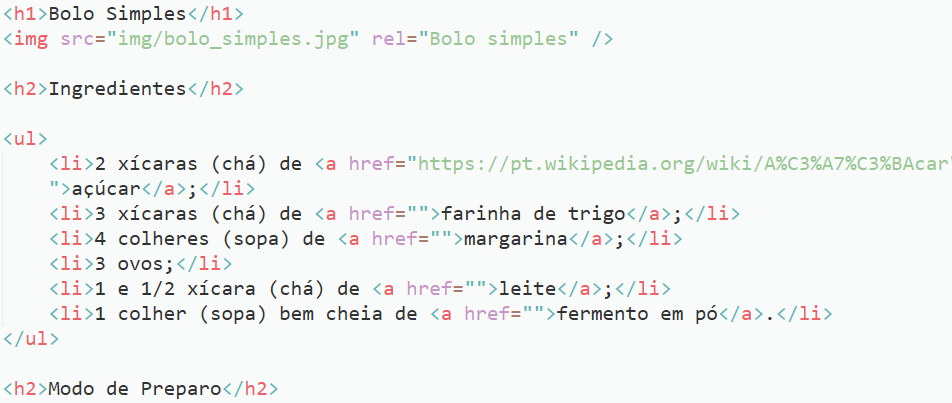 <h1>Bolo Simples</h1>
<img src="img/bolo_simples.jpg" rel="Bolo simples" />
<h2>Ingredientes</h2>
<ul>
<li>2 xícaras (chá) de <a href="https://pt.wikipedia.org/wiki/A%C3%A7%C3%BAcar
">açúcar</a>;</li>
<li>3 xícaras (chá) de <a href="">farinha de trigo</a>;</li>
<li>4 colheres (sopa) de <a href="">margarina</a>;</li>
<li>3 ovos;</li>
<li>1 e 1/2 xícara (chá) de <a href="">leite</a>;</li>
<li>1 colher (sopa) bem cheia de <a href="">fermento em pó</a>.</li>
</ul>
<h2>Modo de Preparo</h2>